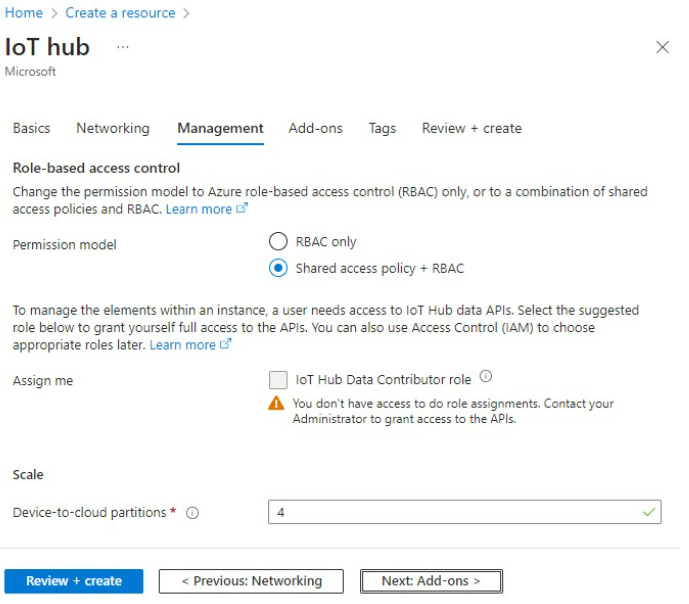 Home > Create a resource >
IoT hub ...
Microsoft
Basics Networking Management Add-ons Tags Review + create
Role-based access control
Change the permission model to Azure role-based access control (RBAC) only, or to a combination of shared
access policies and RBAC. Learn more
Permission model
RBAC only
Shared access policy + RBAC
To manage the elements within an instance, a user needs access to IoT Hub data APIs. Select the suggested
role below to grant yourself full access to the APIs. You can also use Access Control (IAM) to choose
appropriate roles later. Learn more
Assign me
IoT Hub Data Contributor role
You don't have access to do role assignments. Contact your
Administrator to grant access to the APIs.
Scale
Device-to-cloud partitions * 4
Review + create < Previous: Networking Next: Add-ons >